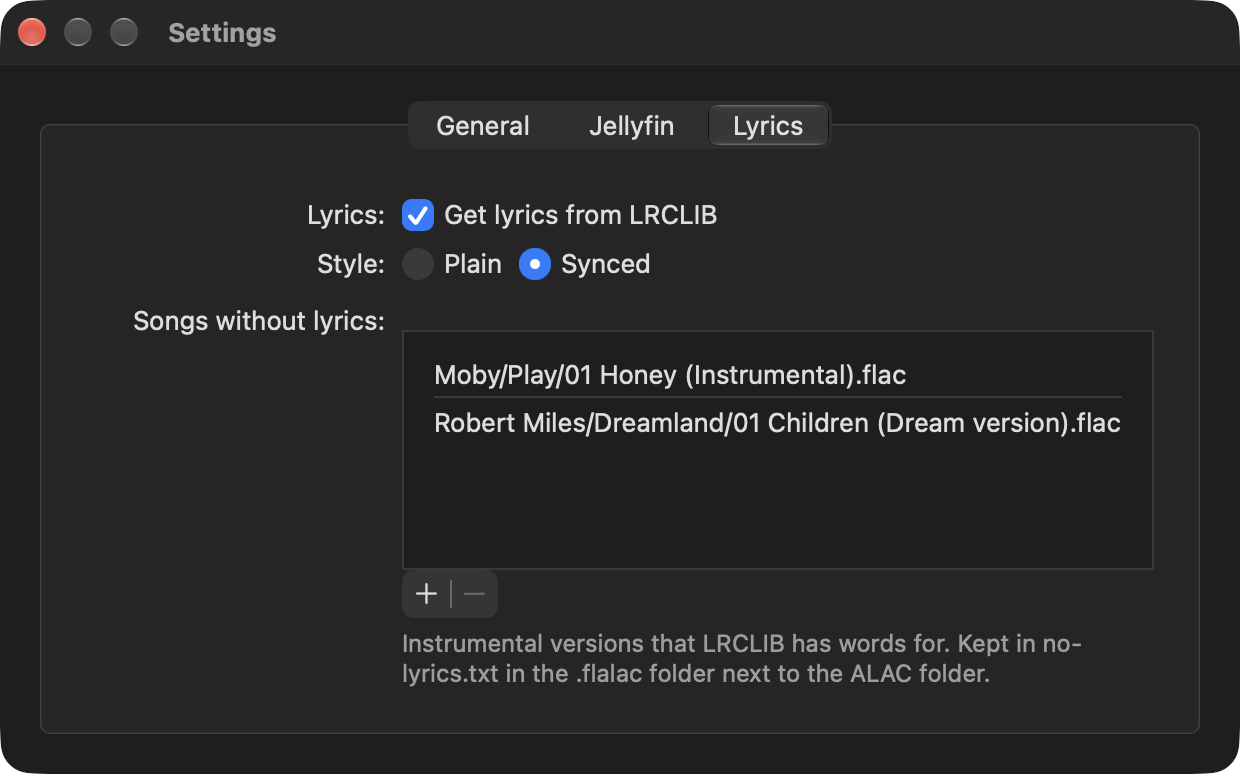 Settings
General Jellyfin Lyrics
Lyrics: Get lyrics from LRCLIB
Style: Plain Synced
Songs without lyrics:
Moby/Play/01 Honey (Instrumental).flac
Robert Miles/Dreamland/01 Children (Dream version).flac
Instrumental versions that LRCLIB has words for. Kept in no-
lyrics.txt in the .flalac folder next to the ALAC folder.